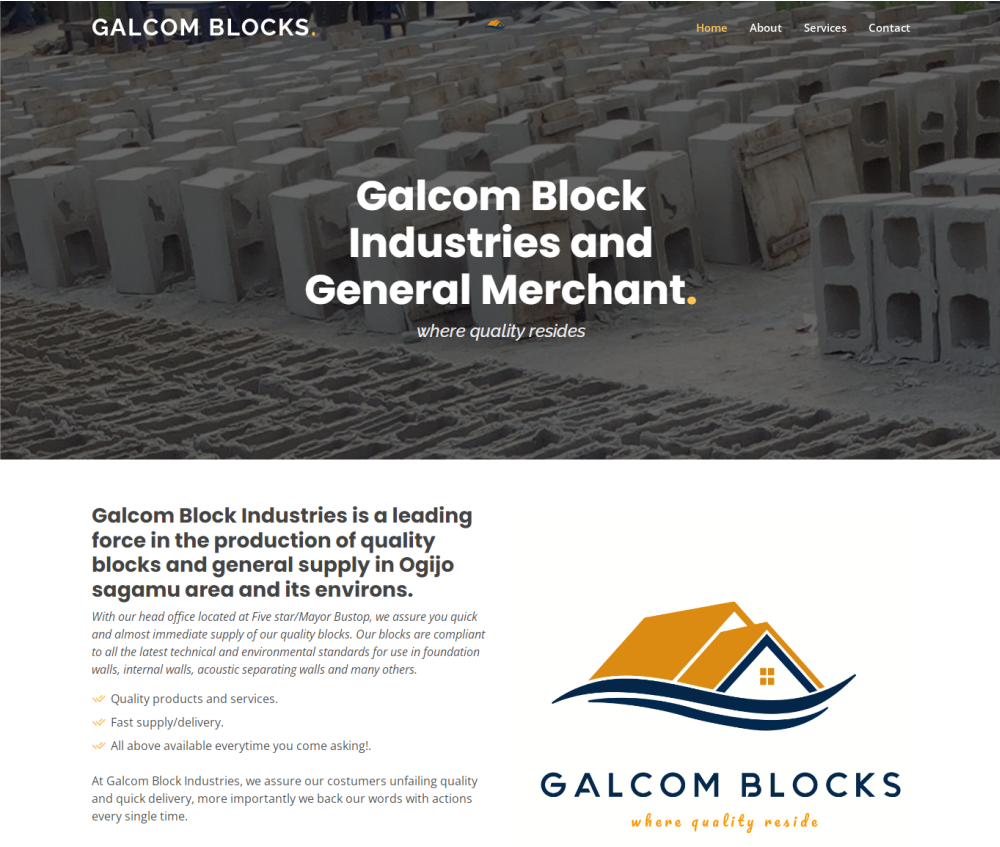 GALCOM BLOCKS.
Home About Services Contact
Galcom Block
Industries and
General Merchant.
where quality resides
Galcom Block Industries is a leading
force in the production of quality
blocks and general supply in Ogijo
sagamu area and its environs.
With our head office located at Five star/Mayor Bustop, we assure you quick
and almost immediate supply of our quality blocks. Our blocks are compliant
to all the latest technical and environmental standards for use in foundation
walls, internal walls, acoustic separating walls and many others.
Quality products and services.
Fast supply/delivery.
All above available everytime you come asking!.
At Galcom Block Industries, we assure our costumers unfailing quality
and quick delivery, more importantly we back our words with actions
every single time.
GALCOM BLOCKS
where quality reside